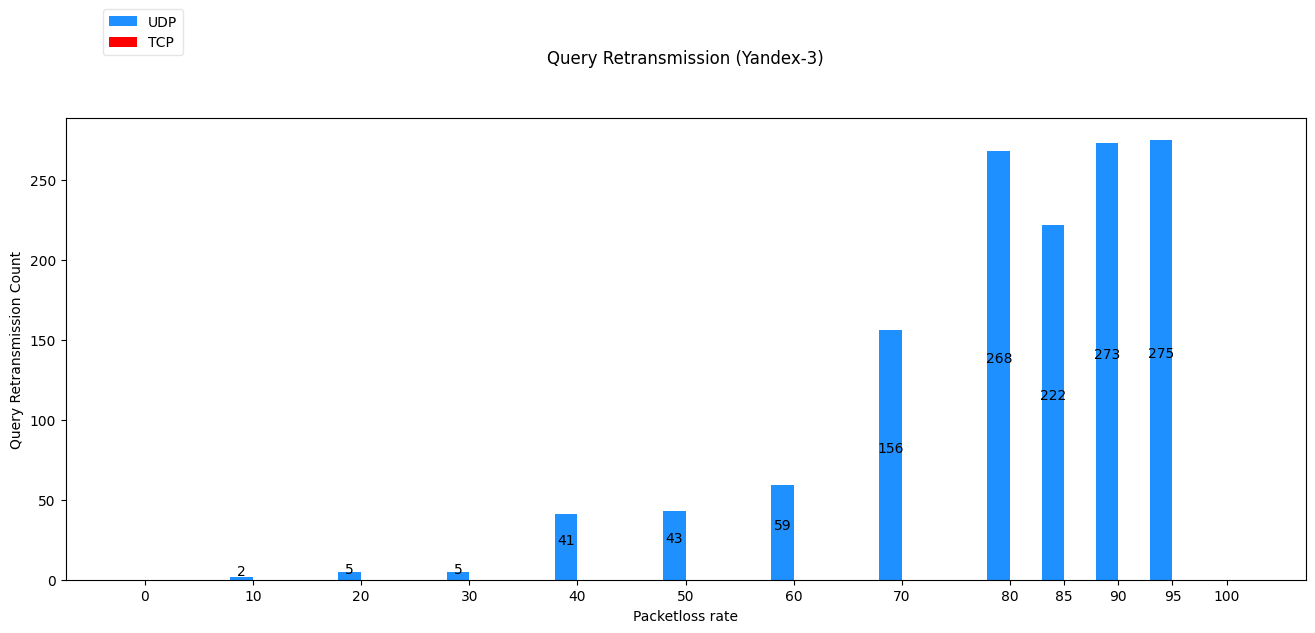 UDP
TCP
Query Retransmission (Yandex-3)
Query Retransmission Count
250
200
150
100
50
0
2
5
5
41
43
59
156
268
222
273
275
0 10 20 30 40 50 60 70 80 85 90 95 100
Packetloss rate